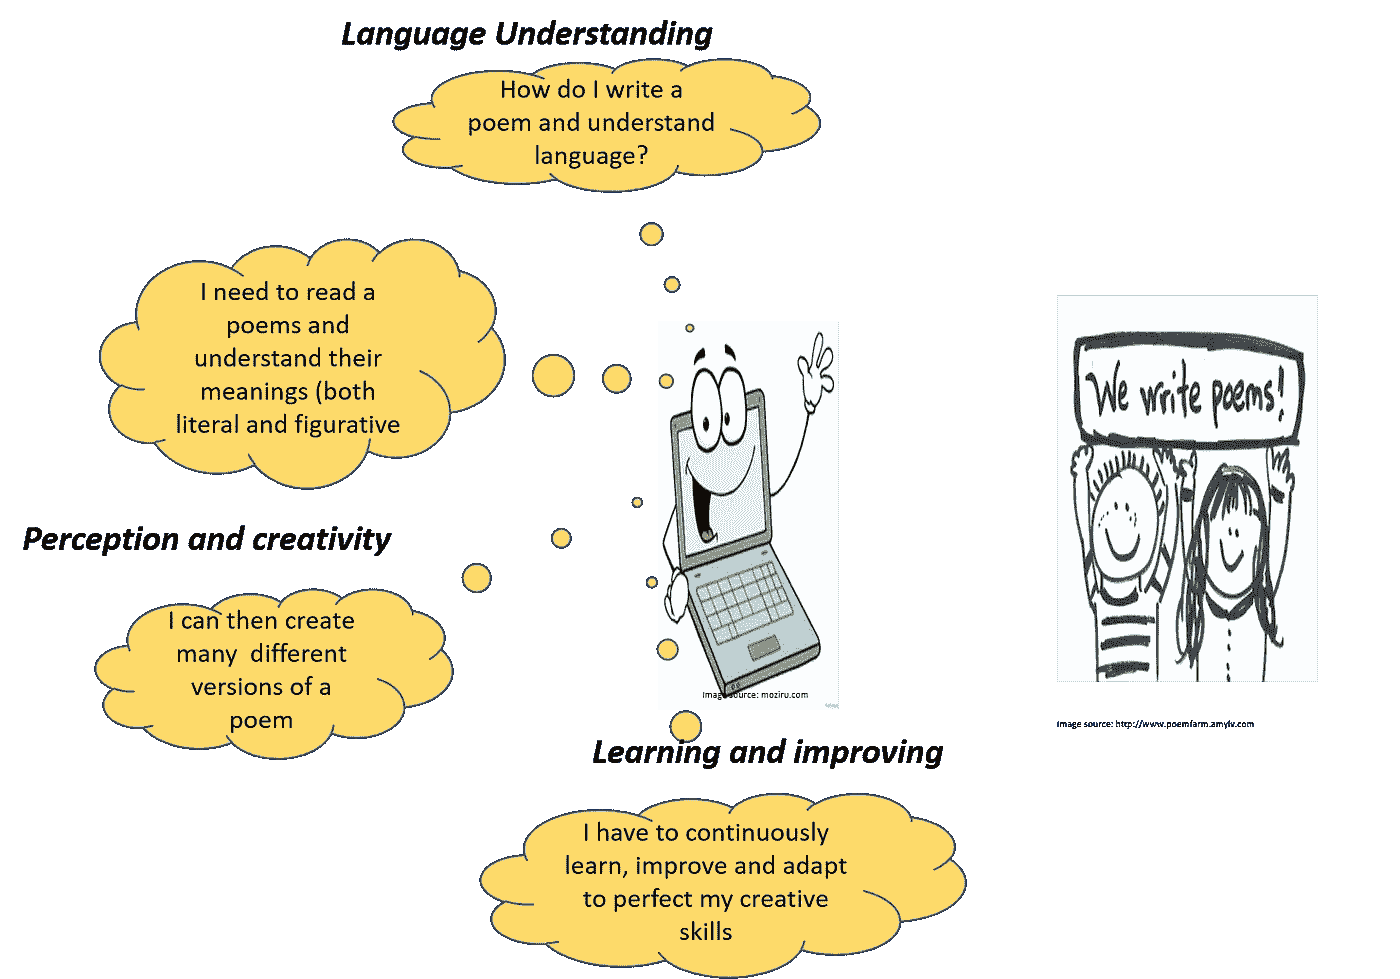 Language Understanding
How do I write a
poem and understand
language?
I need to read a
poems and
understand their
meanings (both
literal and figurative
We write poems!
Perception and creativity
I can then create
many  different
versions of a
poem
Image source: moziru.com
Image source: http://www.poemfarm.amylv.com
Learning and improving
I have to continuously
learn, improve and adapt
to perfect my creative
skills